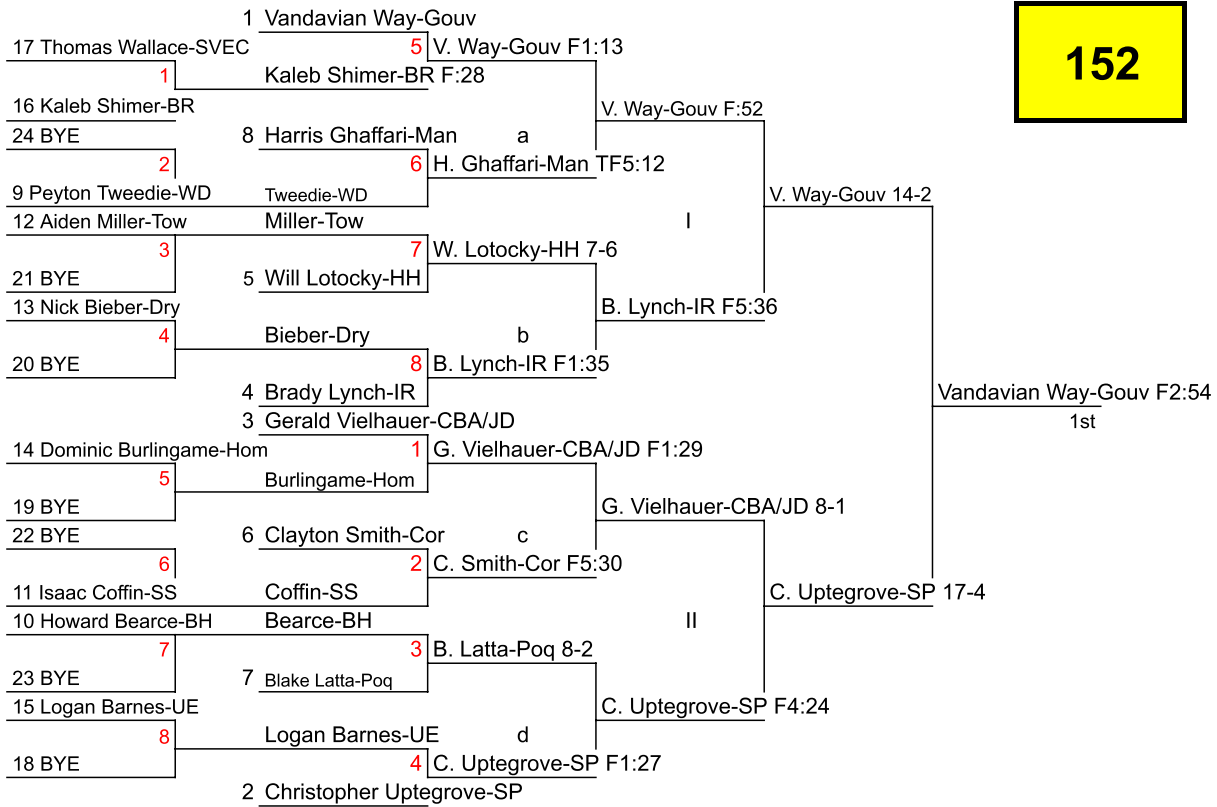 1 Vandavian Way-Gouv
152
17 Thomas Wallace-SVEC
5 V. Way-Gouv F1:13
1 Kaleb Shimer-BR F:28
16 Kaleb Shimer-BR
V. Way-Gouv F:52
24 BYE
8 Harris Ghaffari-Man a
2
6 H. Ghaffari-Man TF5:12
9 Peyton Tweedie-WD Tweedie-WD
V. Way-Gouv 14-2
12 Aiden Miller-Tow Miller-Tow I
3
7 W. Lotocky-HH 7-6
21 BYE
5 Will Lotocky-HH
13 Nick Bieber-Dry
B. Lynch-IR F5:36
4 Bieber-Dry b
20 BYE
8 B. Lynch-IR F1:35
4 Brady Lynch-IR
Vandavian Way-Gouv F2:54
3 Gerald Vielhauer-CBA/JD
1st
14 Dominic Burlingame-Hom
1 G. Vielhauer-CBA/JD F1:29
5 Burlingame-Hom
19 BYE
G. Vielhauer-CBA/JD 8-1
22 BYE
6 Clayton Smith-Cor c
6
2 C. Smith-Cor F5:30
11 Isaac Coffin-SS Coffin-SS
C. Uptegrove-SP 17-4
10 Howard Bearce-BH Bearce-BH II
7
3 B. Latta-Poq 8-2
23 BYE
7 Blake Latta-Poq
15 Logan Barnes-UE
C. Uptegrove-SP F4:24
8 Logan Barnes-UE d
18 BYE
4 C. Uptegrove-SP F1:27
2 Christopher Uptegrove-SP